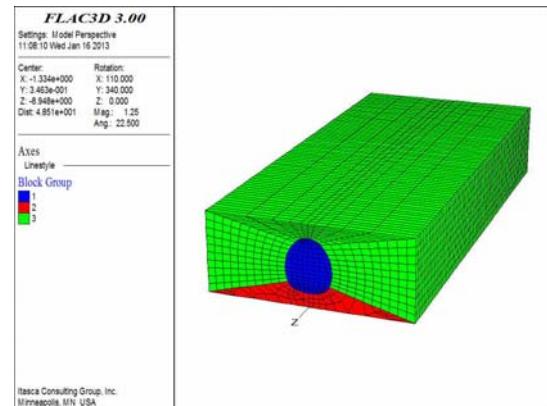 FLAC3D 3.00
Settings: Model Perspective
11:08:10 Wed Jan 16 2013
Center:
X: -1.334e+000
Y: 3.463e-001
Z: -8.948e+000
Dist: 4.851e+001
Rotation:
X: 110.000
Y: 340.000
Z: 0.000
Mag.: 1.25
Ang.: 22.500
Axes
Linestyle
Block Group
1
2
3
Itasca Consulting Group, Inc.
Minneapolis, MN USA
Z